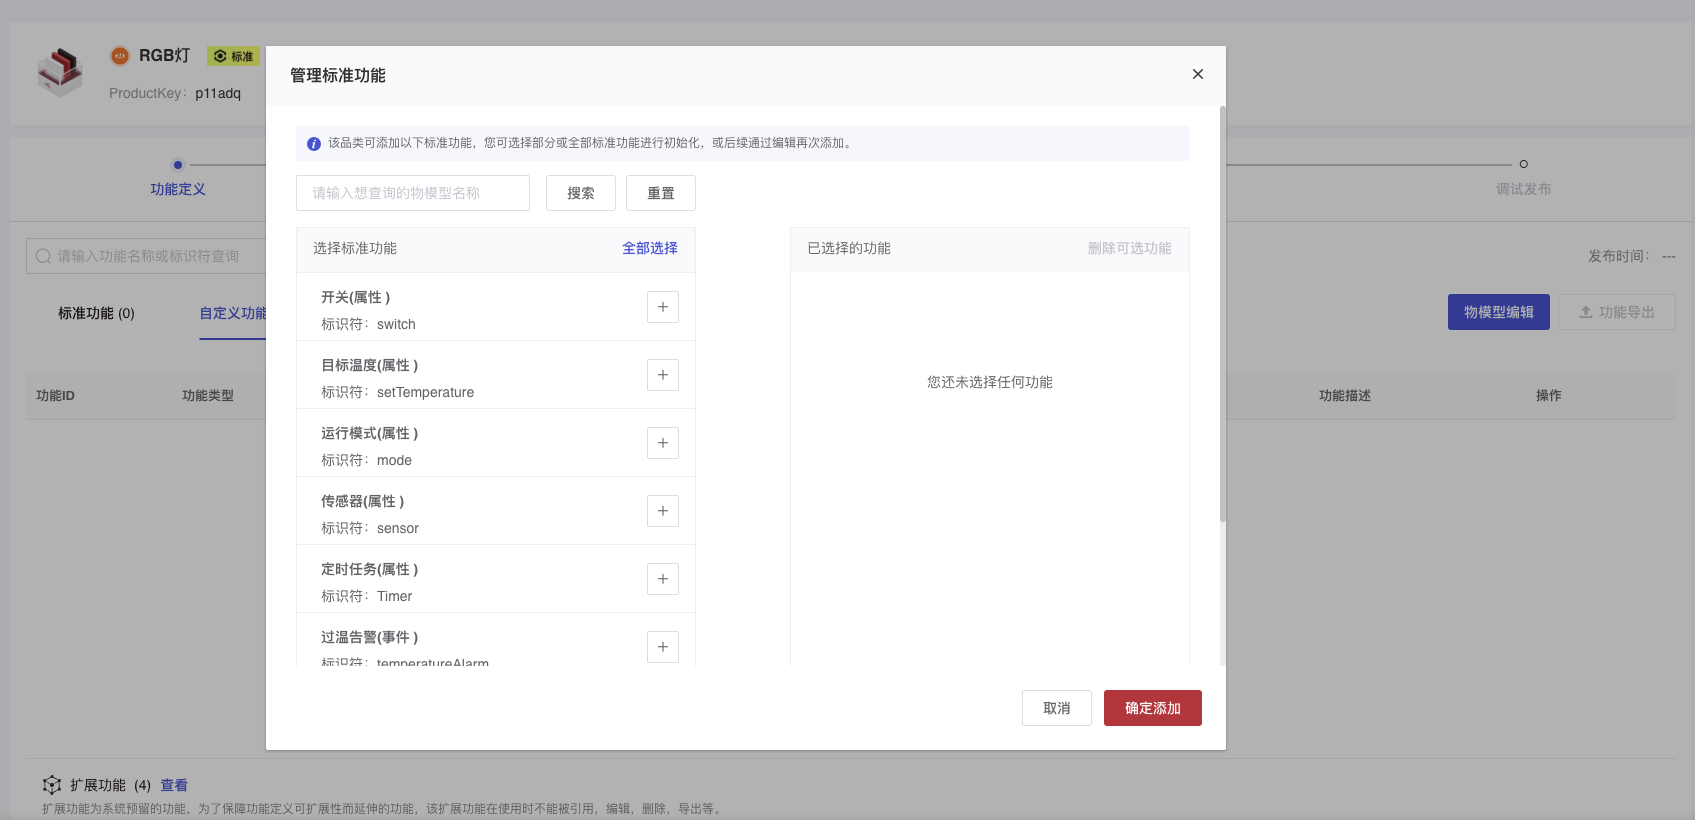 RGB灯 标准
ProductKey： p11adq
功能定义
调试发布
请输入功能名称或标识符查询
发布时间： ---
标准功能 (0)
自定义功能
物模型编辑
功能导出
功能ID
功能类型
功能描述
操作
管理标准功能
该品类可添加以下标准功能，您可选择部分或全部标准功能进行初始化，或后续通过编辑再次添加。
请输入想查询的物模型名称
搜索
重置
选择标准功能
全部选择
开关(属性 )
标识符： switch
目标温度(属性 )
标识符： setTemperature
运行模式(属性 )
标识符： mode
传感器(属性 )
标识符： sensor
定时任务(属性 )
标识符： Timer
过温告警(事件 )
标识符： temperatureAlarm
已选择的功能
删除可选功能
您还未选择任何功能
取消
确定添加
扩展功能 (4) 查看
扩展功能为系统预留的功能，为了保障功能定义可扩展性而延伸的功能，该扩展功能在使用时不能被引用，编辑，删除，导出等。